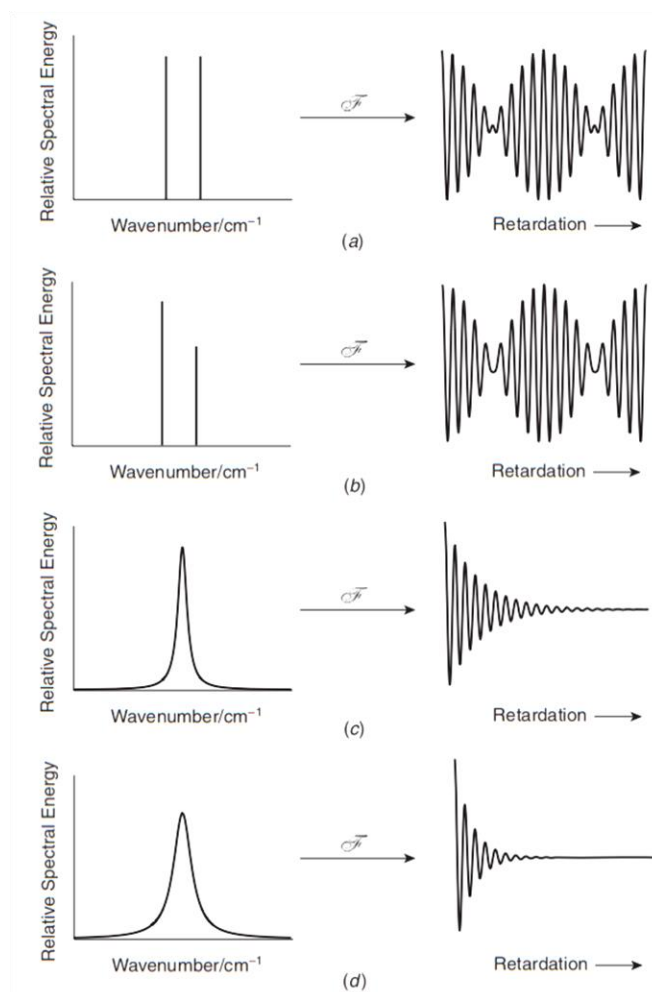 Relative Spectral Energy
ℱ
Wavenumber/cm⁻¹
Retardation
(a)
Relative Spectral Energy
ℱ
Wavenumber/cm⁻¹
Retardation
(b)
Relative Spectral Energy
ℱ
Wavenumber/cm⁻¹
Retardation
(c)
Relative Spectral Energy
ℱ
Wavenumber/cm⁻¹
Retardation
(d)